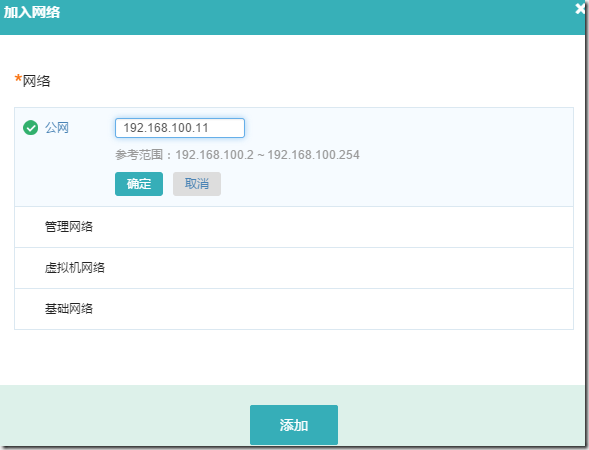 加入网络
*网络
公网 192.168.100.11
参考范围：192.168.100.2 ~ 192.168.100.254
确定 取消
管理网络
虚拟机网络
基础网络
添加